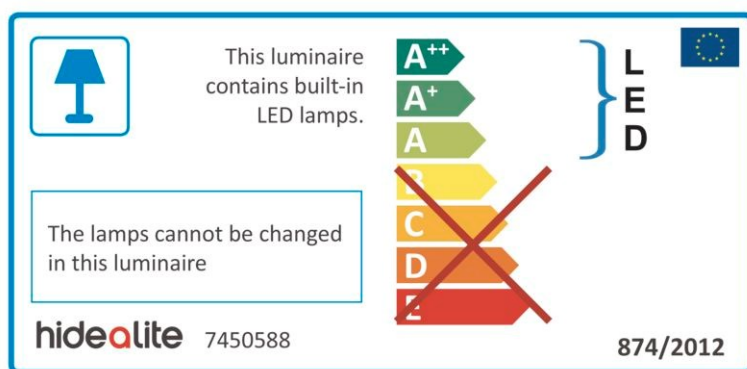 This luminaire
contains built-in
LED lamps.
A++
A+
A
B
C
D
E
L
E
D
The lamps cannot be changed
in this luminaire
hidealite 7450588
874/2012